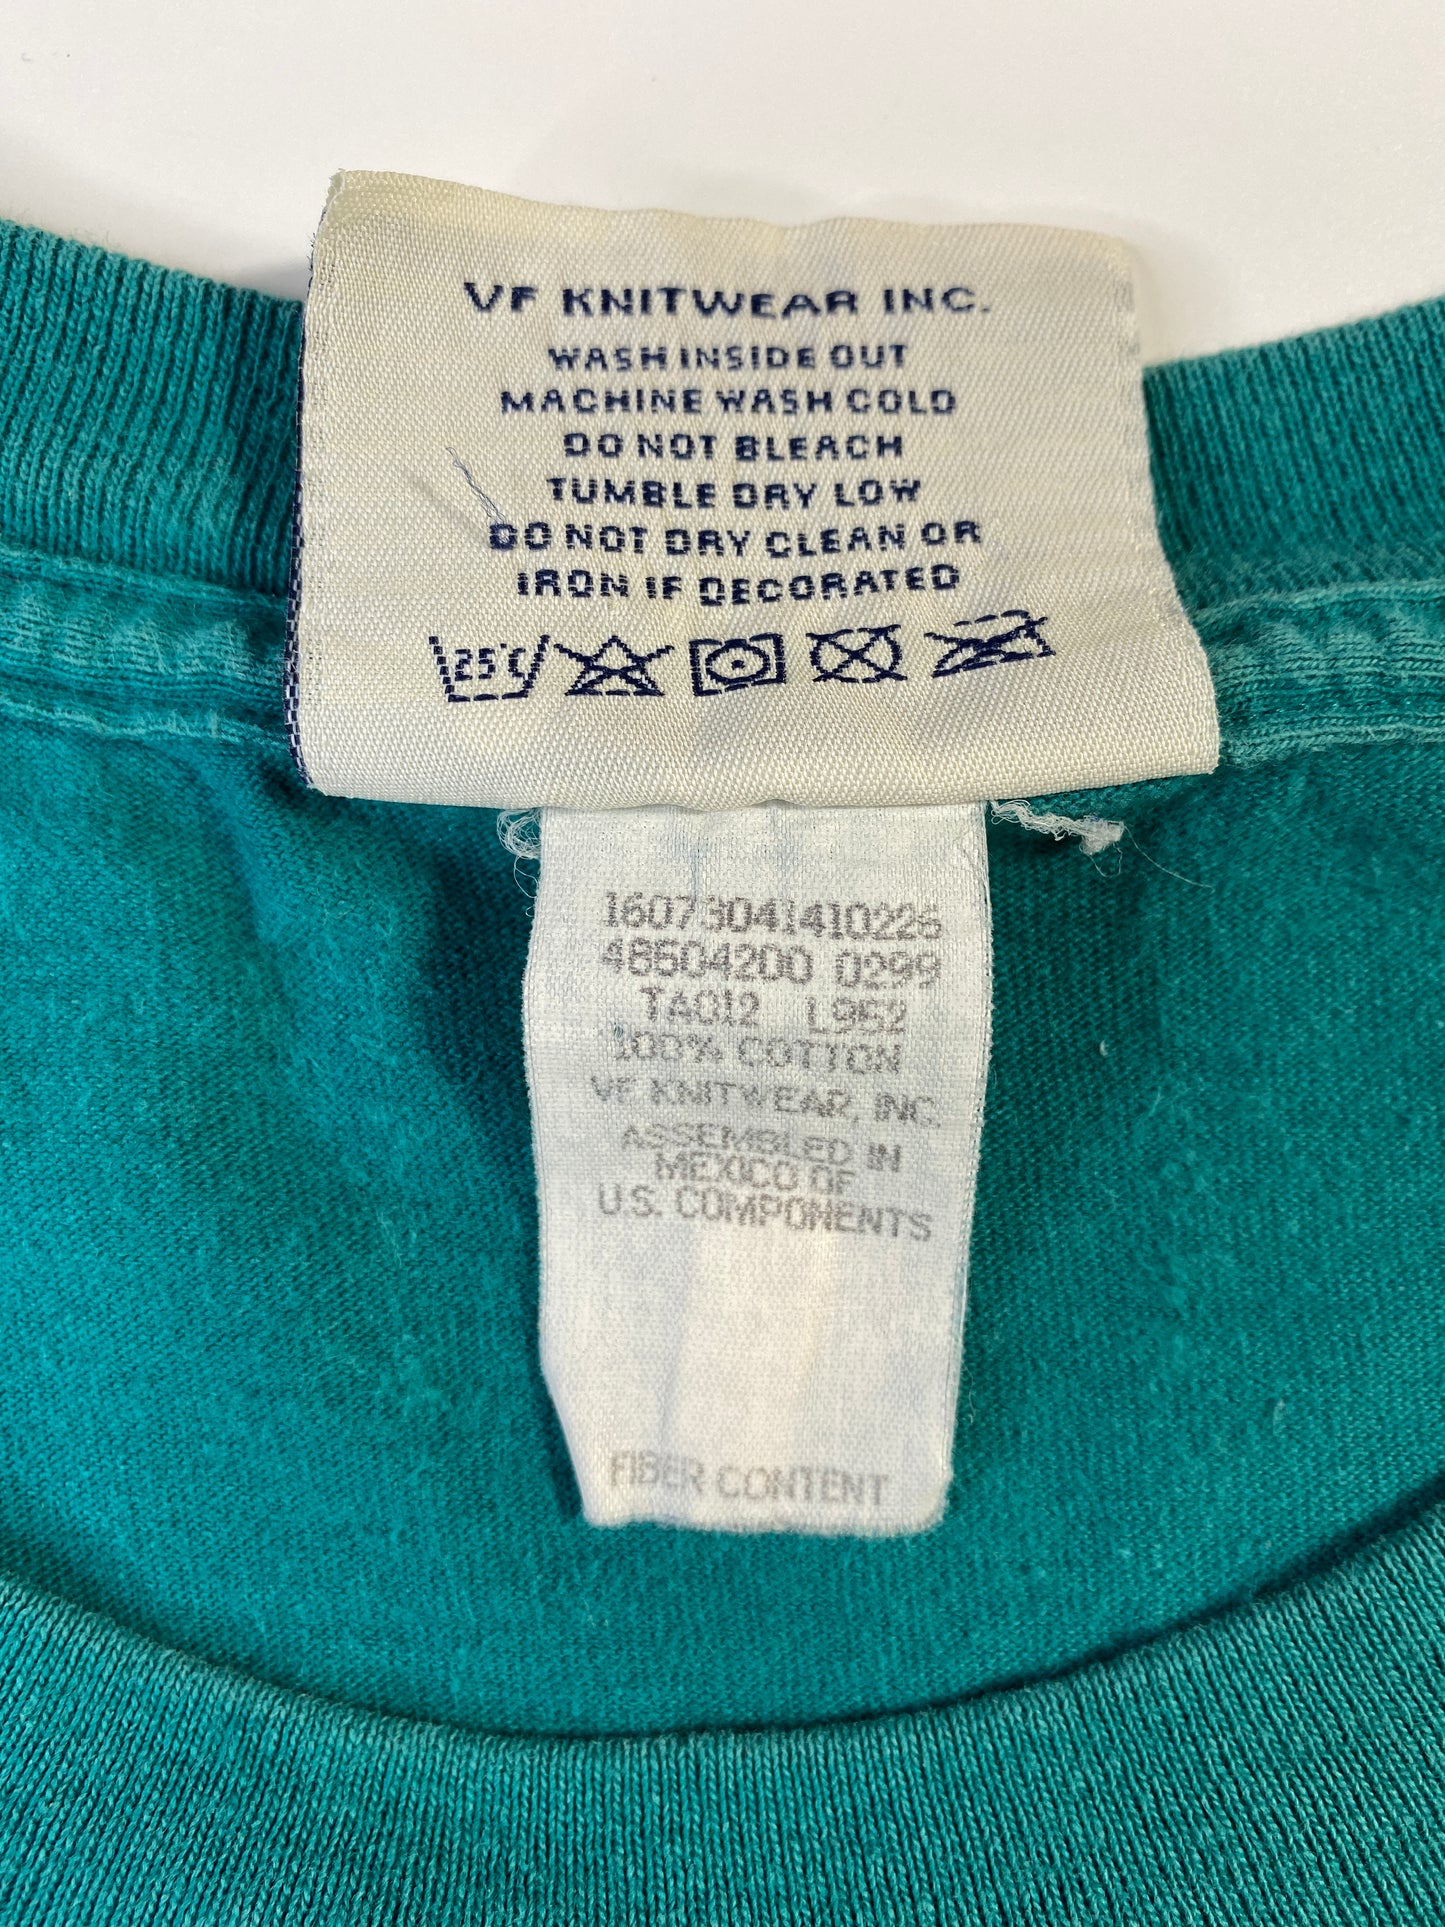 VF KNITWEAR INC.
WASH INSIDE OUT
MACHINE WASH COLD
DO NOT BLEACH
TUMBLE DRY LOW
DO NOT DRY CLEAN OR
IRON IF DECORATED
25°C
16073041410226
48504200 0299
TA012 L952
100% COTTON
VF KNITWEAR, INC.
ASSEMBLED IN
MEXICO OF
U.S. COMPONENTS
FIBER CONTENT